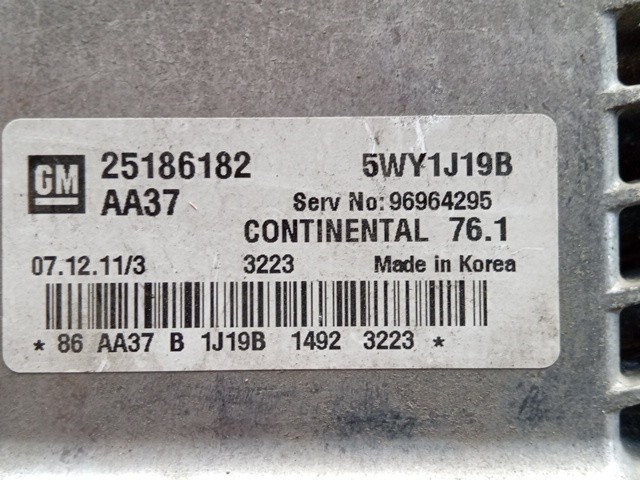 GM 25186182 5WY1J19B
AA37 Serv No: 96964295
CONTINENTAL 76.1
07.12.11/3 3223 Made in Korea
* 86 AA37 B 1J19B 1492 3223 *